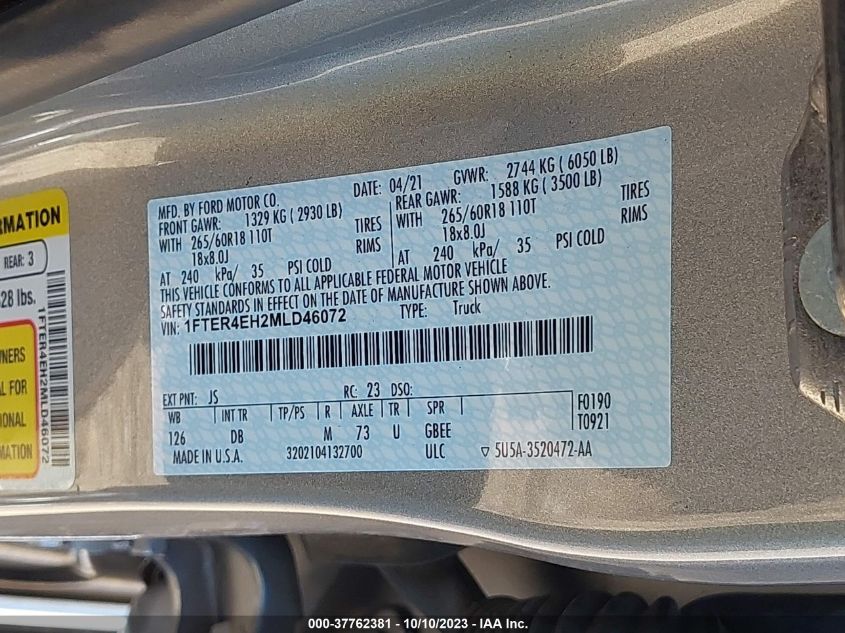 RMATION
REAR: 3
628 lbs.
NERS
AL FOR
IONAL
MATION
1FTER4EH2MLD46072
MFD. BY FORD MOTOR CO.
DATE: 04/21
GVWR: 2744 KG ( 6050 LB)
FRONT GAWR: 1329 KG ( 2930 LB)
REAR GAWR: 1588 KG ( 3500 LB)
WITH 265/60R18 110T TIRES
WITH 265/60R18 110T TIRES
18x8.0J RIMS
18x8.0J RIMS
AT 240 kPa/ 35 PSI COLD
AT 240 kPa/ 35 PSI COLD
THIS VEHICLE CONFORMS TO ALL APPLICABLE FEDERAL MOTOR VEHICLE
SAFETY STANDARDS IN EFFECT ON THE DATE OF MANUFACTURE SHOWN ABOVE.
VIN: 1FTER4EH2MLD46072 TYPE: Truck
EXT PNT: JS RC: 23 DSO:
WB INT TR TP/PS R AXLE TR SPR F0190
126 DB M 73 U GBEE T0921
MADE IN U.S.A. 3202104132700 ULC ▽ 5U5A-3520472-AA
000-37762381 - 10/10/2023 - IAA Inc.